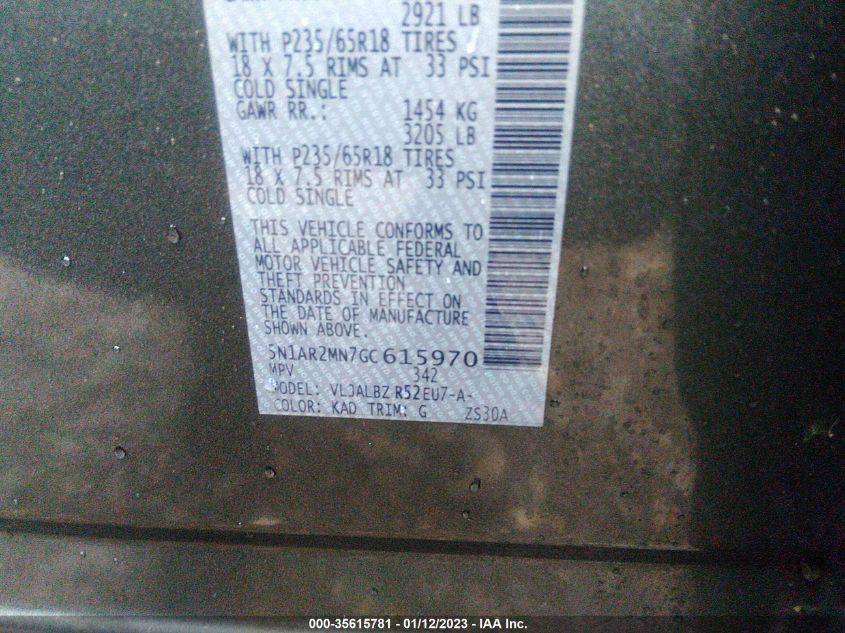 2921 LB
WITH P235/65R18 TIRES
18 X 7.5 RIMS AT 33 PSI
COLD SINGLE
GAWR RR.: 1454 KG
3205 LB
WITH P235/65R18 TIRES
18 X 7.5 RIMS AT 33 PSI
COLD SINGLE
THIS VEHICLE CONFORMS TO
ALL APPLICABLE FEDERAL
MOTOR VEHICLE SAFETY AND
THEFT PREVENTION
STANDARDS IN EFFECT ON
THE DATE OF MANUFACTURE
SHOWN ABOVE.
5N1AR2MN7GC615970
MPV 342
MODEL: VLJALBZ R52EU7-A-
COLOR: KAD TRIM: G ZS30A
000-35615781 - 01/12/2023 - IAA Inc.